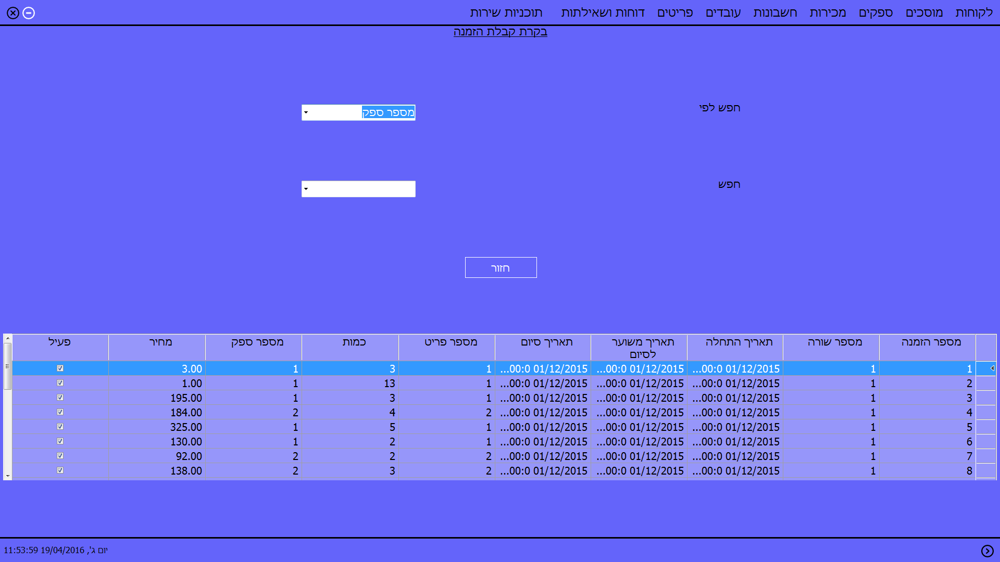 לקוחות מוסכים ספקים מכירות חשבונות עובדים פריטים דוחות ושאילתות תוכניות שירות
בקרת קבלת הזמנה
חפש לפי מספר ספק
חפש
חזור
מספר הזמנה מספר שורה תאריך התחלה תאריך משוער לסיום תאריך סיום מספר פריט כמות מספר ספק מחיר פעיל
1 1 01/12/2015 00:0... 01/12/2015 00:0... 01/12/2015 00:0... 1 3 1 3.00
2 1 01/12/2015 00:0... 01/12/2015 00:0... 01/12/2015 00:0... 1 13 1 1.00
3 1 01/12/2015 00:0... 01/12/2015 00:0... 01/12/2015 00:0... 1 3 1 195.00
4 1 01/12/2015 00:0... 01/12/2015 00:0... 01/12/2015 00:0... 2 4 2 184.00
5 1 01/12/2015 00:0... 01/12/2015 00:0... 01/12/2015 00:0... 1 5 1 325.00
6 1 01/12/2015 00:0... 01/12/2015 00:0... 01/12/2015 00:0... 1 2 1 130.00
7 1 01/12/2015 00:0... 01/12/2015 00:0... 01/12/2015 00:0... 2 2 2 92.00
8 1 01/12/2015 00:0... 01/12/2015 00:0... 01/12/2015 00:0... 2 3 2 138.00
יום ג', 19/04/2016 11:53:59